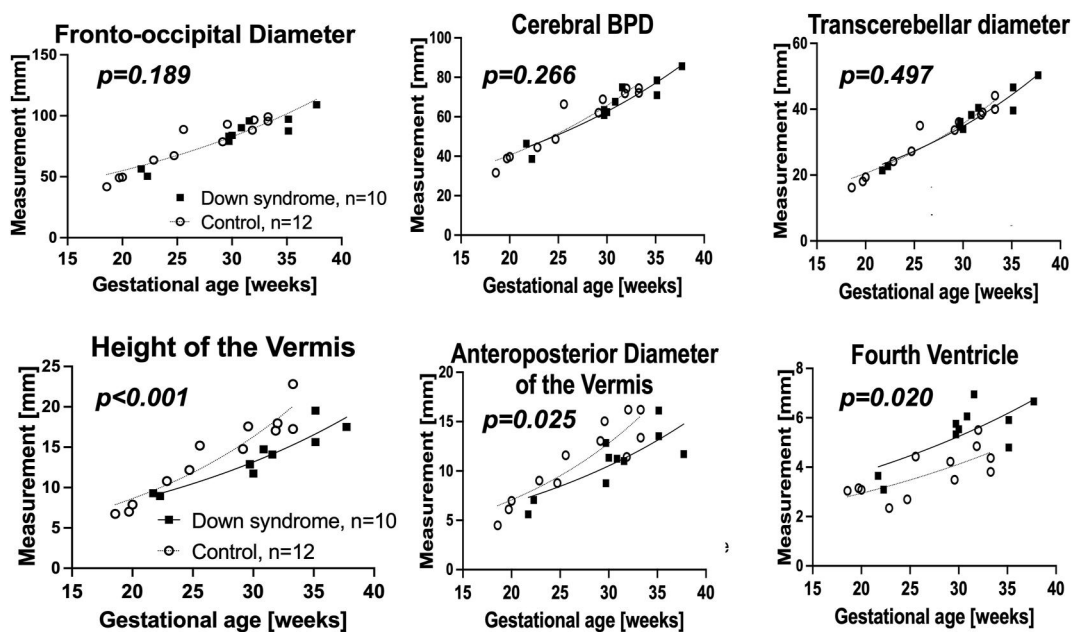 Fronto-occipital Diameter
p=0.189
Measurement [mm]
150
100
50
0
15 20 25 30 35 40
Gestational age [weeks]
Down syndrome, n=10
Control, n=12
Cerebral BPD
p=0.266
Measurement [mm]
100
80
60
40
20
0
15 20 25 30 35 40
Gestational age [weeks]
Transcerebellar diameter
p=0.497
Measurement [mm]
60
40
20
0
15 20 25 30 35 40
Gestational age [weeks]
Height of the Vermis
p<0.001
Measurement [mm]
25
20
15
10
5
0
15 20 25 30 35 40
Gestational age [weeks]
Down syndrome, n=10
Control, n=12
Anteroposterior Diameter
of the Vermis
p=0.025
Measurement [mm]
20
15
10
5
0
15 20 25 30 35 40
Gestational age [weeks]
Fourth Ventricle
p=0.020
Measurement [mm]
8
6
4
2
0
15 20 25 30 35 40
Gestational age [weeks]